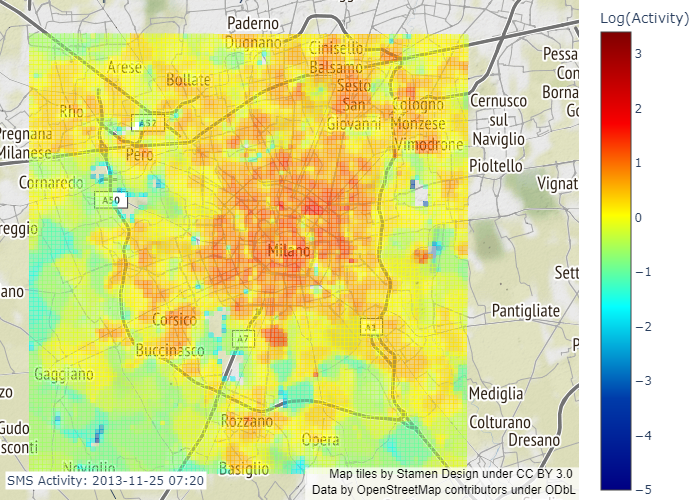 Log(Activity)
3
2
1
0
−1
−2
−3
−4
−5
Paderno
Dugnano
Cinisello
Balsamo
Arese
Bollate
Sesto
San
Giovanni
Cologno
Monzese
Cernusco
sul
Naviglio
Pessa
Con
Borna
Go
Rho
A52
Pregnana
Milanese
Pero
Vimodrone
Pioltello
Cornaredo
Vignat
A50
reggio
Milano
Sett
ano
Pantigliate
Corsico
A7
A1
Buccinasco
P
Gaggiano
zo
Mediglia
Rozzano
Colturano
Gudo
sconti
Opera
Dresano
Noviglio
Basiglio
SMS Activity: 2013-11-25 07:20
Map tiles by Stamen Design under CC BY 3.0
Data by OpenStreetMap contributors under ODbL